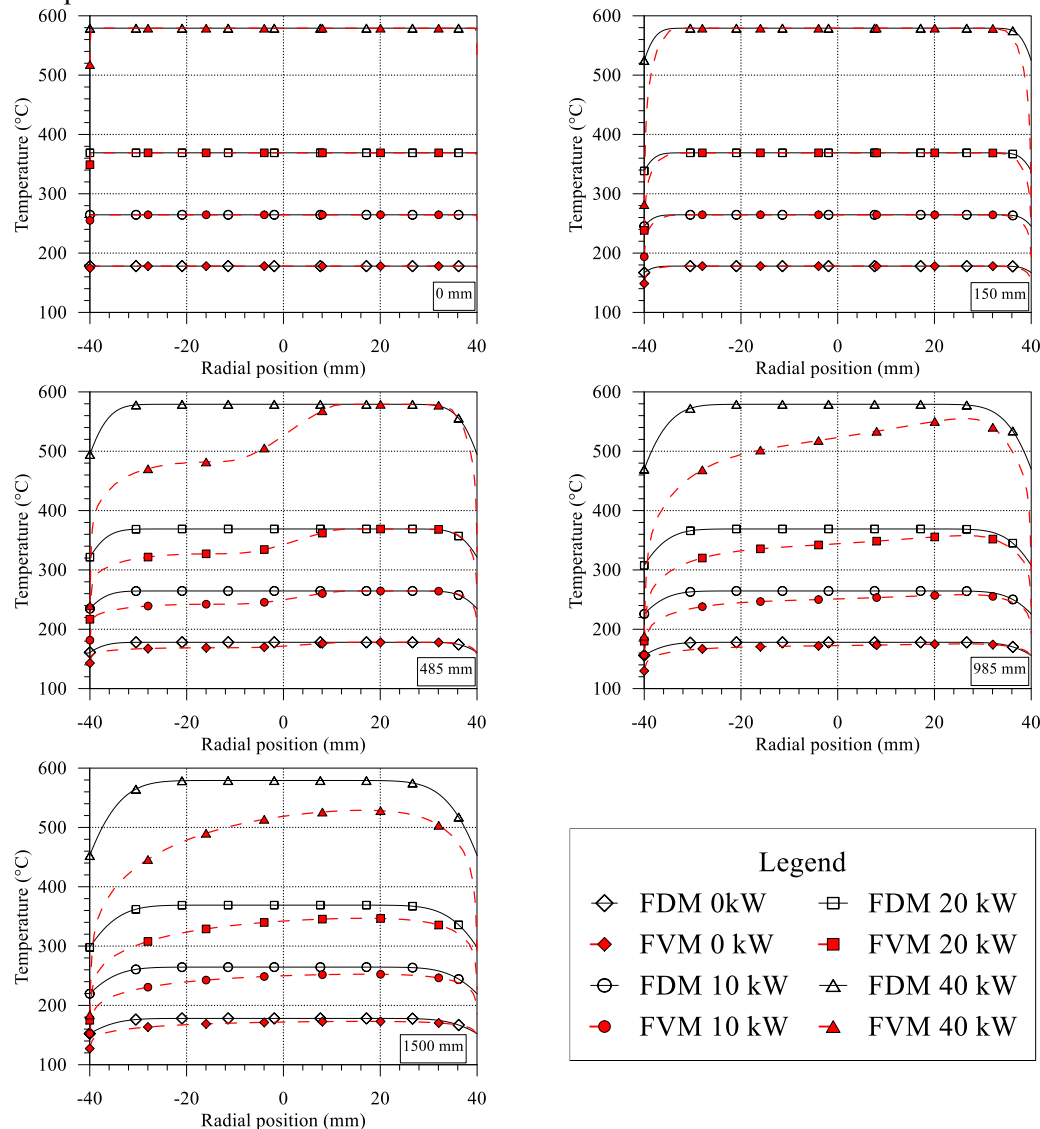 600
500
400
300
200
100
Temperature (°C)
0 mm
-40
-20
0
20
40
Radial position (mm)
600
500
400
300
200
100
Temperature (°C)
150 mm
-40
-20
0
20
40
Radial position (mm)
600
500
400
300
200
100
Temperature (°C)
485 mm
-40
-20
0
20
40
Radial position (mm)
600
500
400
300
200
100
Temperature (°C)
985 mm
-40
-20
0
20
40
Radial position (mm)
600
500
400
300
200
100
Temperature (°C)
1500 mm
-40
-20
0
20
40
Radial position (mm)
Legend
FDM 0kW
FVM 0 kW
FDM 10 kW
FVM 10 kW
FDM 20 kW
FVM 20 kW
FDM 40 kW
FVM 40 kW